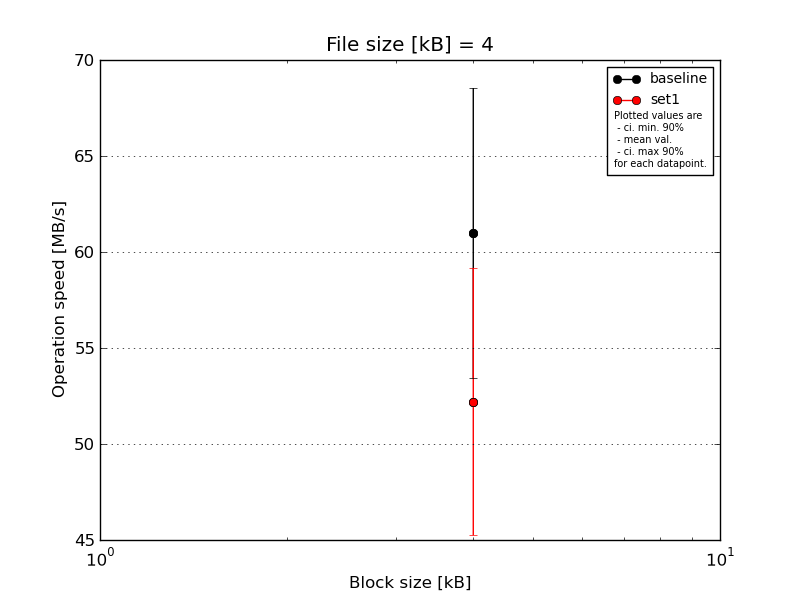 File size [kB] = 4
70
65
60
55
50
45
Operation speed [MB/s]
baseline
set1
Plotted values are
- ci. min. 90%
- mean val.
- ci. max 90%
for each datapoint.
10^0
10^1
Block size [kB]